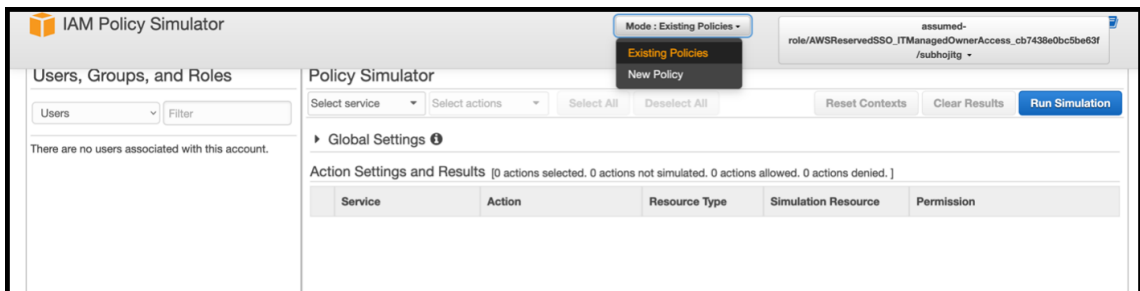 IAM Policy Simulator
Mode : Existing Policies
Existing Policies
New Policy
assumed-
role/AWSReservedSSO_ITManagedOwnerAccess_cb7438e0bc5be63f
/subhojitg
Users, Groups, and Roles
Users
Filter
There are no users associated with this account.
Policy Simulator
Select service
Select actions
Select All
Deselect All
Reset Contexts
Clear Results
Run Simulation
Global Settings
Action Settings and Results [0 actions selected. 0 actions not simulated. 0 actions allowed. 0 actions denied. ]
Service Action Resource Type Simulation Resource Permission